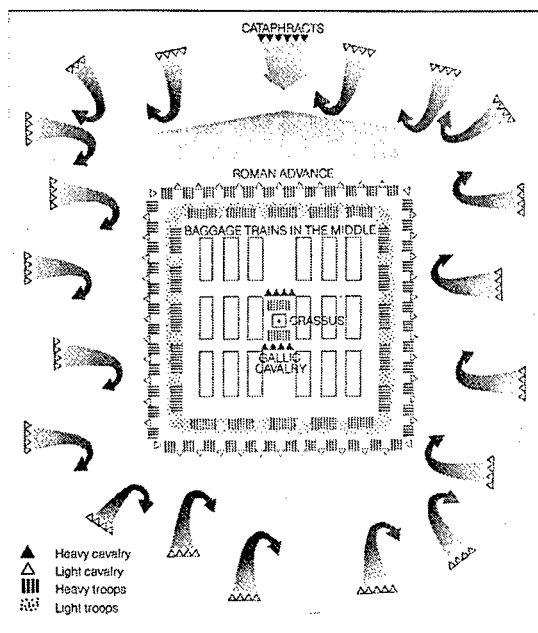 CATAPHRACTS
ROMAN ADVANCE
BAGGAGE TRAINS IN THE MIDDLE
CRASSUS
GALLIC
CAVALRY
Heavy cavalry
Light cavalry
Heavy troops
Light troops